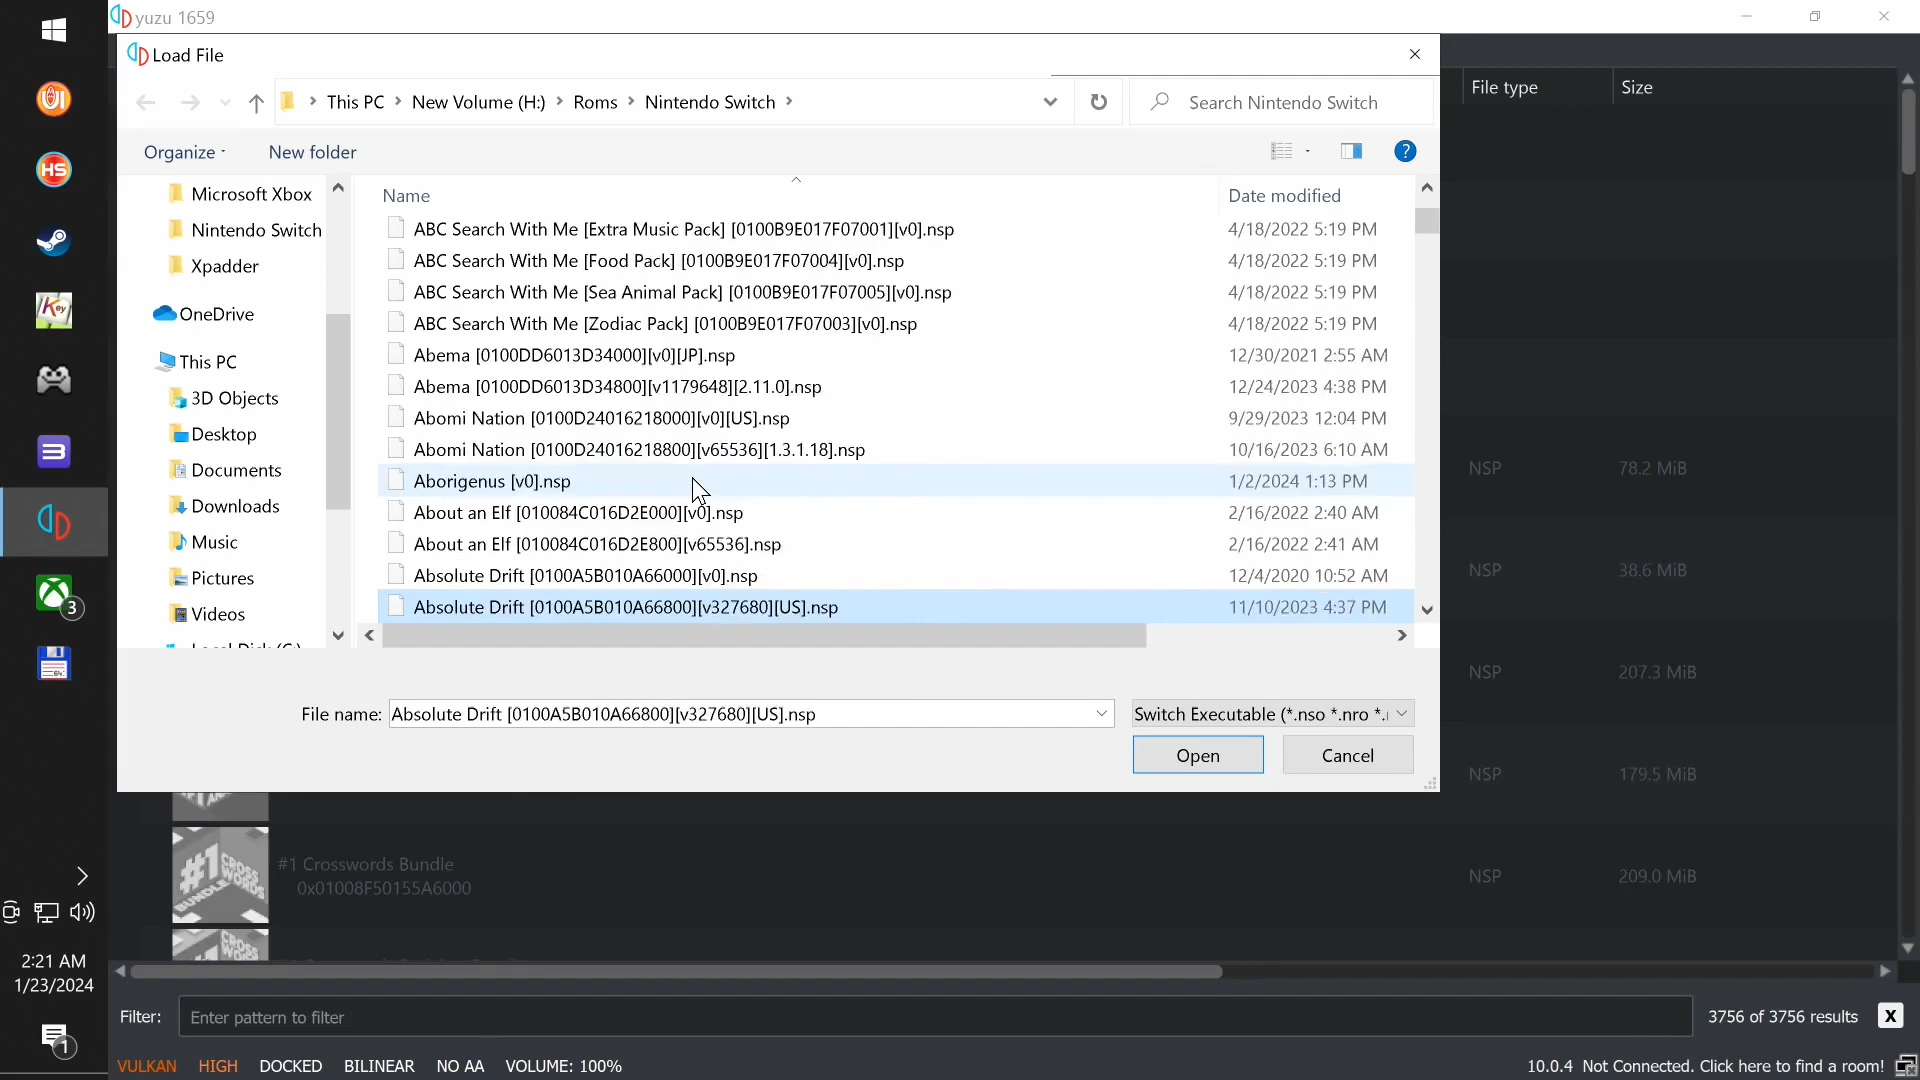 yuzu 1659
Load File
This PC > New Volume (H:) > Roms > Nintendo Switch >
Search Nintendo Switch
File type
Size
Organize
New folder
?
Microsoft Xbox
Nintendo Switch
Xpadder
OneDrive
This PC
3D Objects
Desktop
Documents
Downloads
Music
Pictures
Videos
Name
Date modified
ABC Search With Me [Extra Music Pack] [0100B9E017F07001][v0].nsp 4/18/2022 5:19 PM
ABC Search With Me [Food Pack] [0100B9E017F07004][v0].nsp 4/18/2022 5:19 PM
ABC Search With Me [Sea Animal Pack] [0100B9E017F07005][v0].nsp 4/18/2022 5:19 PM
ABC Search With Me [Zodiac Pack] [0100B9E017F07003][v0].nsp 4/18/2022 5:19 PM
Abema [0100DD6013D34000][v0][JP].nsp 12/30/2021 2:55 AM
Abema [0100DD6013D34800][v1179648][2.11.0].nsp 12/24/2023 4:38 PM
Abomi Nation [0100D24016218000][v0][US].nsp 9/29/2023 12:04 PM
Abomi Nation [0100D24016218800][v65536][1.3.1.18].nsp 10/16/2023 6:10 AM
Aborigenus [v0].nsp 1/2/2024 1:13 PM
About an Elf [010084C016D2E000][v0].nsp 2/16/2022 2:40 AM
About an Elf [010084C016D2E800][v65536].nsp 2/16/2022 2:41 AM
Absolute Drift [0100A5B010A66000][v0].nsp 12/4/2020 10:52 AM
Absolute Drift [0100A5B010A66800][v327680][US].nsp 11/10/2023 4:37 PM
File name: Absolute Drift [0100A5B010A66800][v327680][US].nsp
Switch Executable (*.nso *.nro *.
Open
Cancel
NSP 78.2 MiB
NSP 38.6 MiB
NSP 207.3 MiB
NSP 179.5 MiB
#1 CROSSWORDS BUNDLE
#1 Crosswords Bundle
0x01008F50155A6000
NSP 209.0 MiB
CROSS
Filter: Enter pattern to filter
3756 of 3756 results
X
VULKAN HIGH DOCKED BILINEAR NO AA VOLUME: 100%
10.0.4 Not Connected. Click here to find a room!
HS
Key
3
2:21 AM
1/23/2024
1